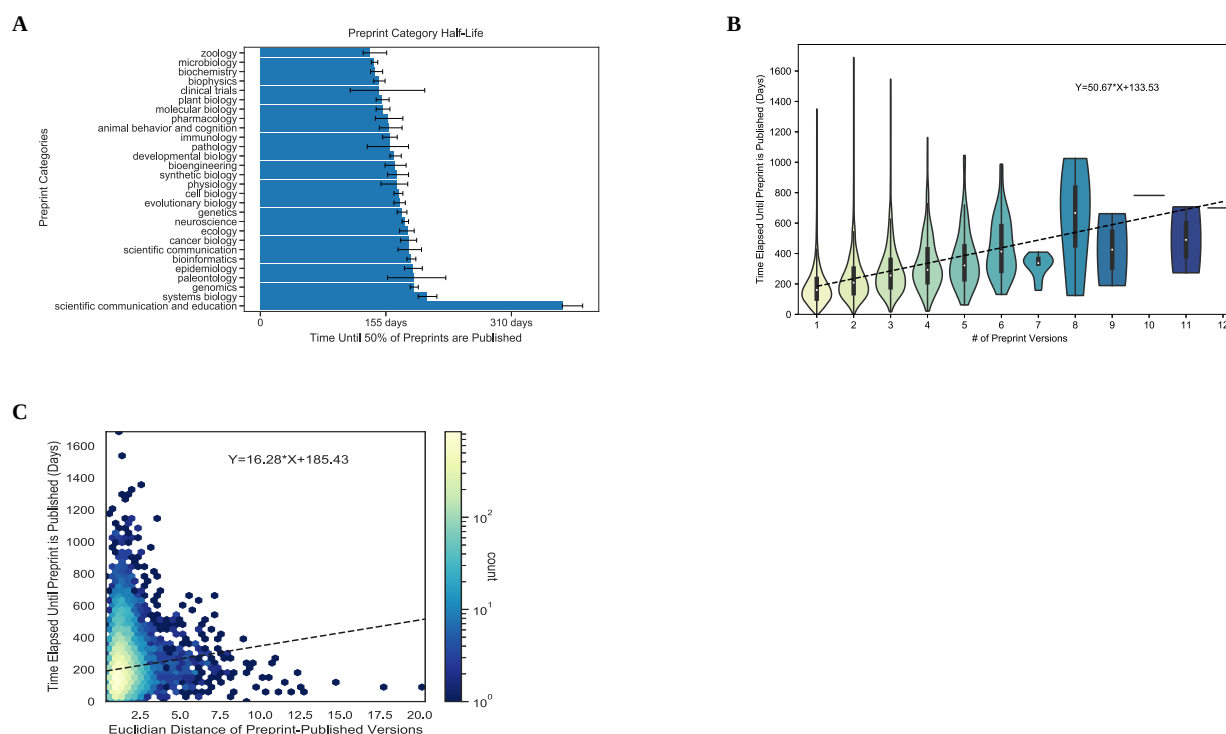 A
Preprint Category Half-Life
Preprint Categories
zoology
microbiology
biochemistry
biophysics
clinical trials
plant biology
molecular biology
pharmacology
animal behavior and cognition
immunology
pathology
developmental biology
bioengineering
synthetic biology
physiology
cell biology
evolutionary biology
genetics
neuroscience
ecology
cancer biology
scientific communication
bioinformatics
epidemiology
paleontology
genomics
systems biology
scientific communication and education
0 155 days 310 days
Time Until 50% of Preprints are Published
B
Time Elapsed Until Preprint is Published (Days)
1600
1400
1200
1000
800
600
400
200
0
Y=50.67*X+133.53
1 2 3 4 5 6 7 8 9 10 11 12
# of Preprint Versions
C
Time Elapsed Until Preprint is Published (Days)
1600
1400
1200
1000
800
600
400
200
0
Y=16.28*X+185.43
2.5 5.0 7.5 10.0 12.5 15.0 17.5 20.0
Euclidian Distance of Preprint-Published Versions
10²
10¹
10⁰
count